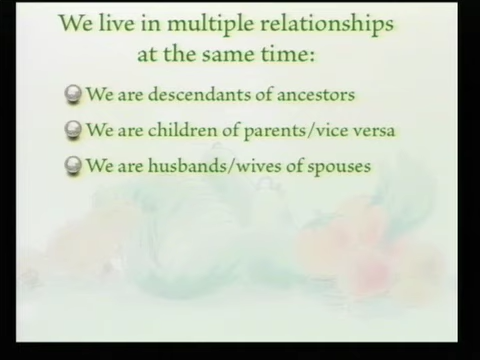 We live in multiple relationships
at the same time:
We are descendants of ancestors
We are children of parents/vice versa
We are husbands/wives of spouses